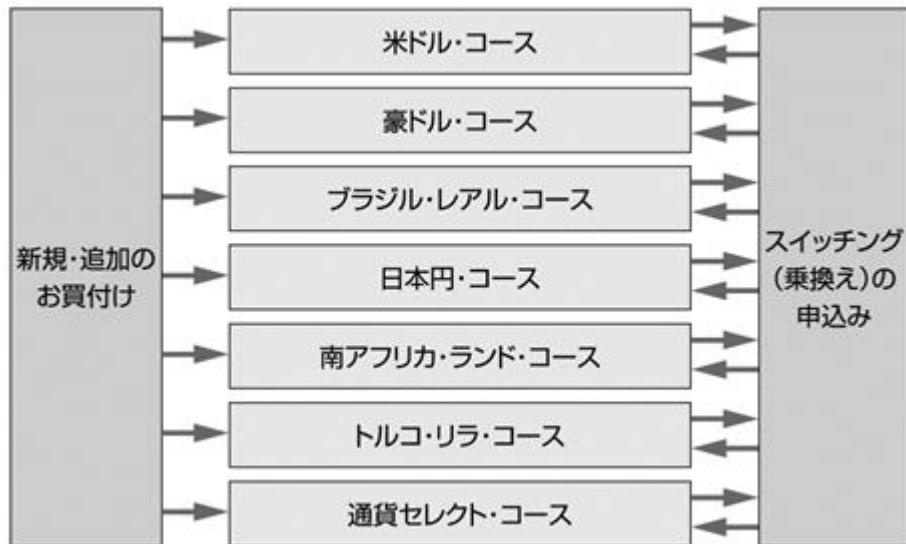 新規・追加の
お買付け
米ドル・コース
豪ドル・コース
ブラジル・レアル・コース
日本円・コース
南アフリカ・ランド・コース
トルコ・リラ・コース
通貨セレクト・コース
スイッチング
(乗換え)の
申込み